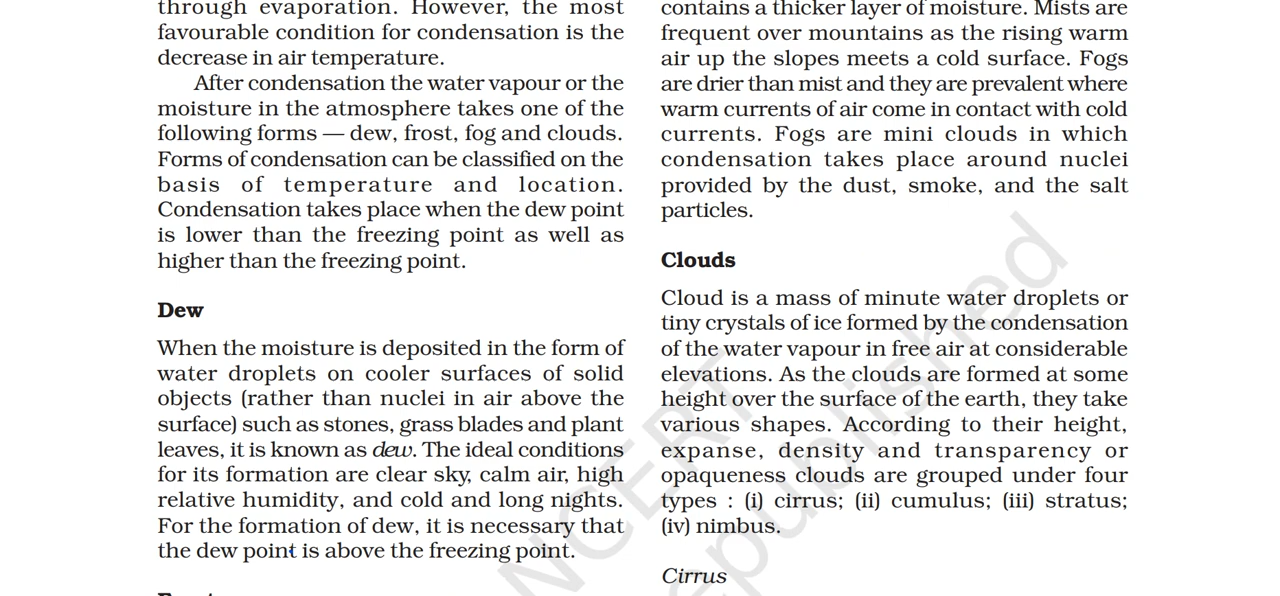 through evaporation. However, the most
favourable condition for condensation is the
decrease in air temperature.
After condensation the water vapour or the
moisture in the atmosphere takes one of the
following forms — dew, frost, fog and clouds.
Forms of condensation can be classified on the
basis of temperature and location.
Condensation takes place when the dew point
is lower than the freezing point as well as
higher than the freezing point.
Dew
When the moisture is deposited in the form of
water droplets on cooler surfaces of solid
objects (rather than nuclei in air above the
surface) such as stones, grass blades and plant
leaves, it is known as dew. The ideal conditions
for its formation are clear sky, calm air, high
relative humidity, and cold and long nights.
For the formation of dew, it is necessary that
the dew point is above the freezing point.
contains a thicker layer of moisture. Mists are
frequent over mountains as the rising warm
air up the slopes meets a cold surface. Fogs
are drier than mist and they are prevalent where
warm currents of air come in contact with cold
currents. Fogs are mini clouds in which
condensation takes place around nuclei
provided by the dust, smoke, and the salt
particles.
Clouds
Cloud is a mass of minute water droplets or
tiny crystals of ice formed by the condensation
of the water vapour in free air at considerable
elevations. As the clouds are formed at some
height over the surface of the earth, they take
various shapes. According to their height,
expanse, density and transparency or
opaqueness clouds are grouped under four
types : (i) cirrus; (ii) cumulus; (iii) stratus;
(iv) nimbus.
Cirrus
NCERT
republished